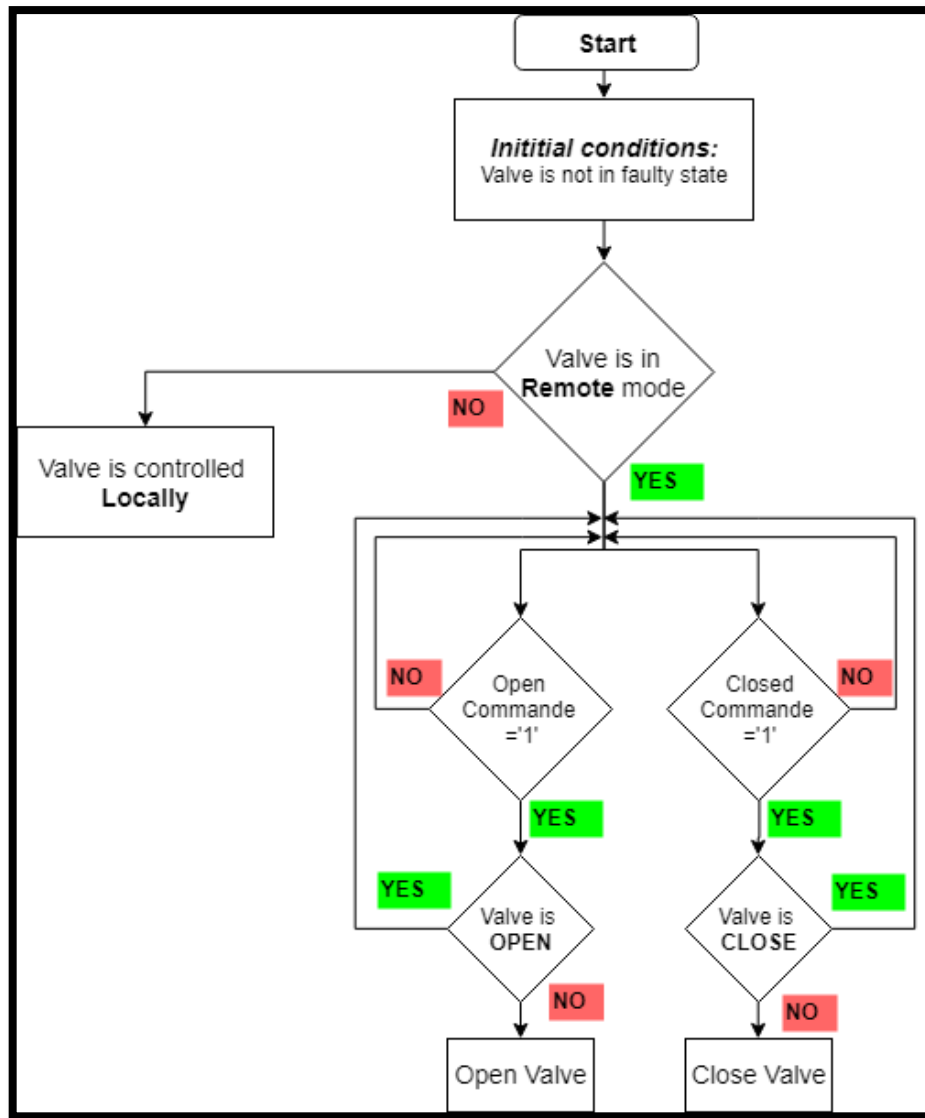 Start
Inititial conditions:
Valve is not in faulty state
Valve is in
Remote mode
NO
YES
Valve is controlled
Locally
NO
Open
Commande
='1'
Closed
Commande
='1'
NO
YES
YES
YES
Valve is
OPEN
Valve is
CLOSE
YES
NO
NO
Open Valve
Close Valve